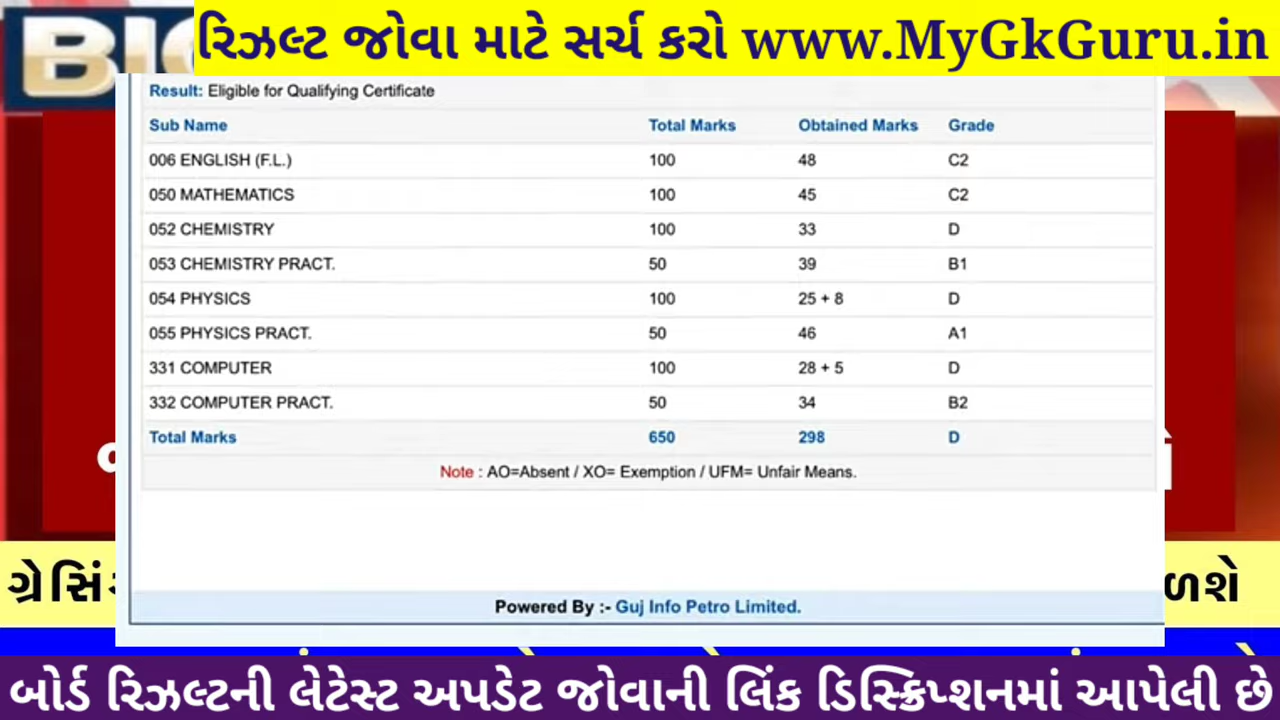 રિઝલ્ટ જોવા માટે સર્ચ કરો www.MyGkGuru.in
Result: Eligible for Qualifying Certificate
Sub Name Total Marks Obtained Marks Grade
006 ENGLISH (F.L.) 100 48 C2
050 MATHEMATICS 100 45 C2
052 CHEMISTRY 100 33 D
053 CHEMISTRY PRACT. 50 39 B1
054 PHYSICS 100 25 + 8 D
055 PHYSICS PRACT. 50 46 A1
331 COMPUTER 100 28 + 5 D
332 COMPUTER PRACT. 50 34 B2
Total Marks 650 298 D
Note : AO=Absent / XO= Exemption / UFM= Unfair Means.
Powered By :- Guj Info Petro Limited.
બોર્ડ રિઝલ્ટની લેટેસ્ટ અપડેટ જોવાની લિંક ડિસ્ક્રિપ્શનમાં આપેલી છે